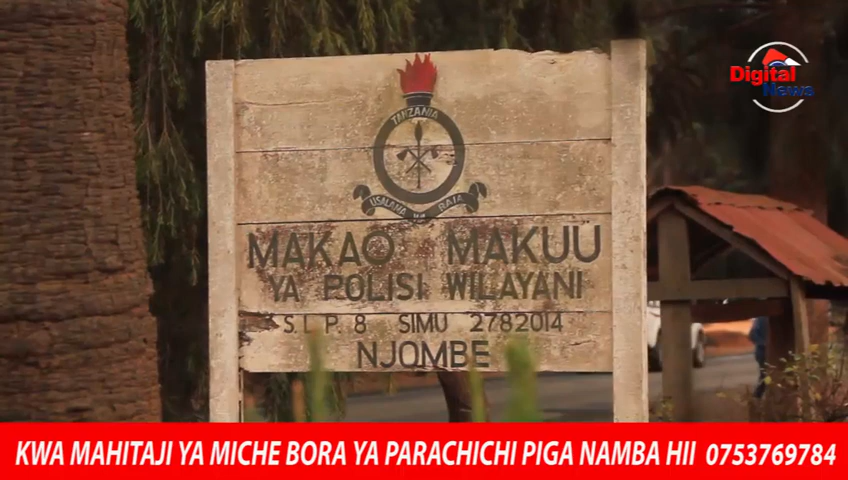 Digital
News
TANZANIA
USALAMA WA RAIA
MAKAO MAKUU
YA POLISI WILAYANI
S.L.P. 8 SIMU 2782014
NJOMBE
KWA MAHITAJI YA MICHE BORA YA PARACHICHI PIGA NAMBA HII 0753769784